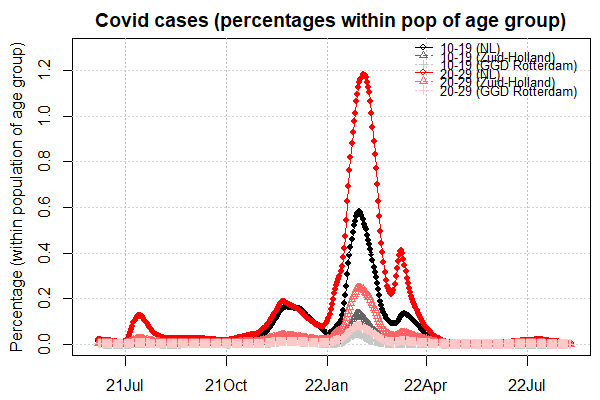 Covid cases (percentages within pop of age group)
Percentage (within population of age group)
1.2
1.0
0.8
0.6
0.4
0.2
0.0
10-19 (NL)
10-19 (Zuid-Holland)
10-19 (GGD Rotterdam)
20-29 (NL)
20-29 (Zuid-Holland)
20-29 (GGD Rotterdam)
21Jul 21Oct 22Jan 22Apr 22Jul